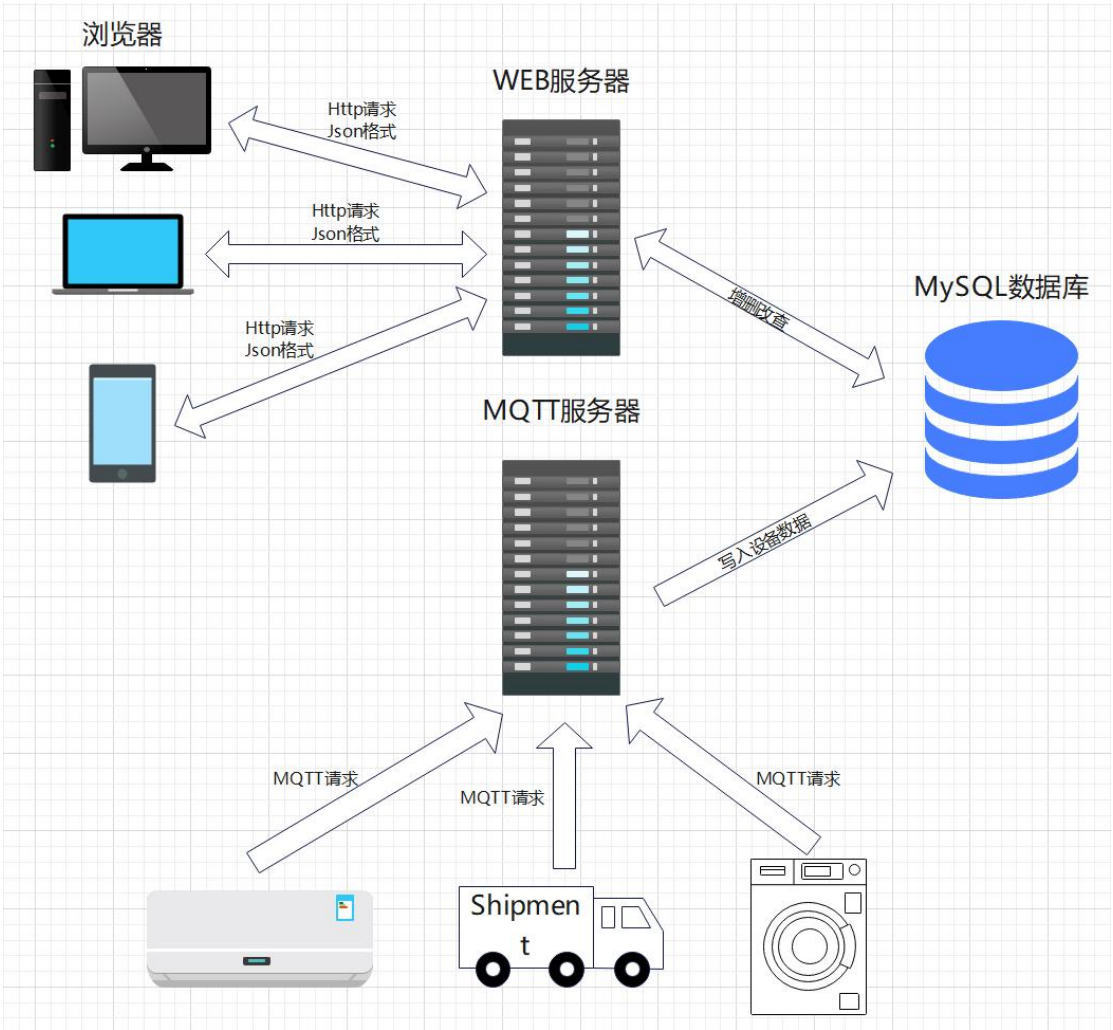 浏览器
WEB服务器
Http请求
Json格式
Http请求
Json格式
Http请求
Json格式
增删改查
MySQL数据库
MQTT服务器
写入设备数据
MQTT请求
MQTT请求
MQTT请求
Shipmen
t